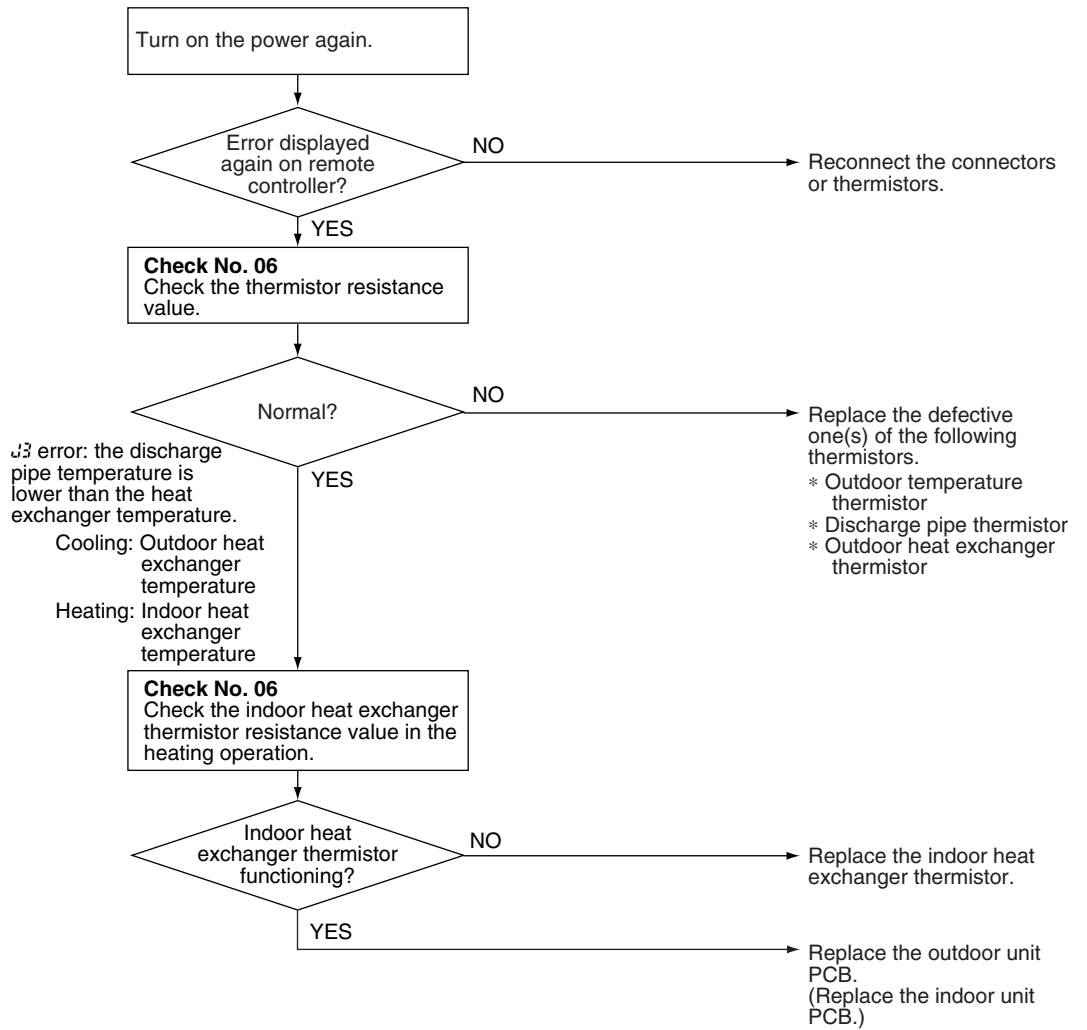 Turn on the power again.
Error displayed
again on remote
controller?
NO
Reconnect the connectors
or thermistors.
YES
Check No. 06
Check the thermistor resistance
value.
Normal?
NO
Replace the defective
one(s) of the following
thermistors.
* Outdoor temperature
thermistor
* Discharge pipe thermistor
* Outdoor heat exchanger
thermistor
YES
J3 error: the discharge
pipe temperature is
lower than the heat
exchanger temperature.
Cooling: Outdoor heat
exchanger
temperature
Heating: Indoor heat
exchanger
temperature
Check No. 06
Check the indoor heat exchanger
thermistor resistance value in the
heating operation.
Indoor heat
exchanger thermistor
functioning?
NO
Replace the indoor heat
exchanger thermistor.
YES
Replace the outdoor unit
PCB.
(Replace the indoor unit
PCB.)